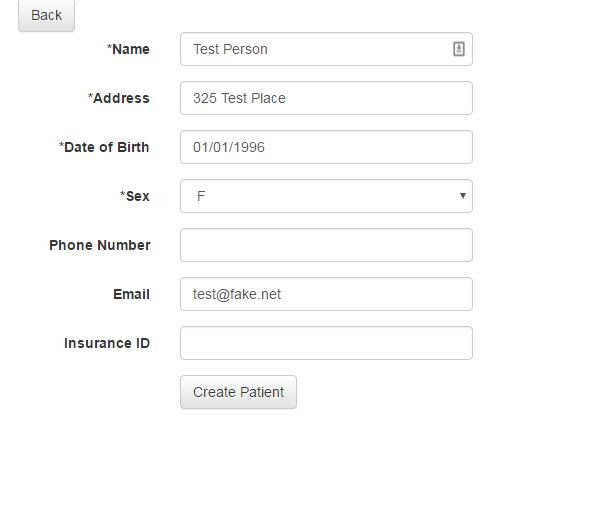 Back
*Name Test Person
*Address 325 Test Place
*Date of Birth 01/01/1996
*Sex F
Phone Number
Email test@fake.net
Insurance ID
Create Patient